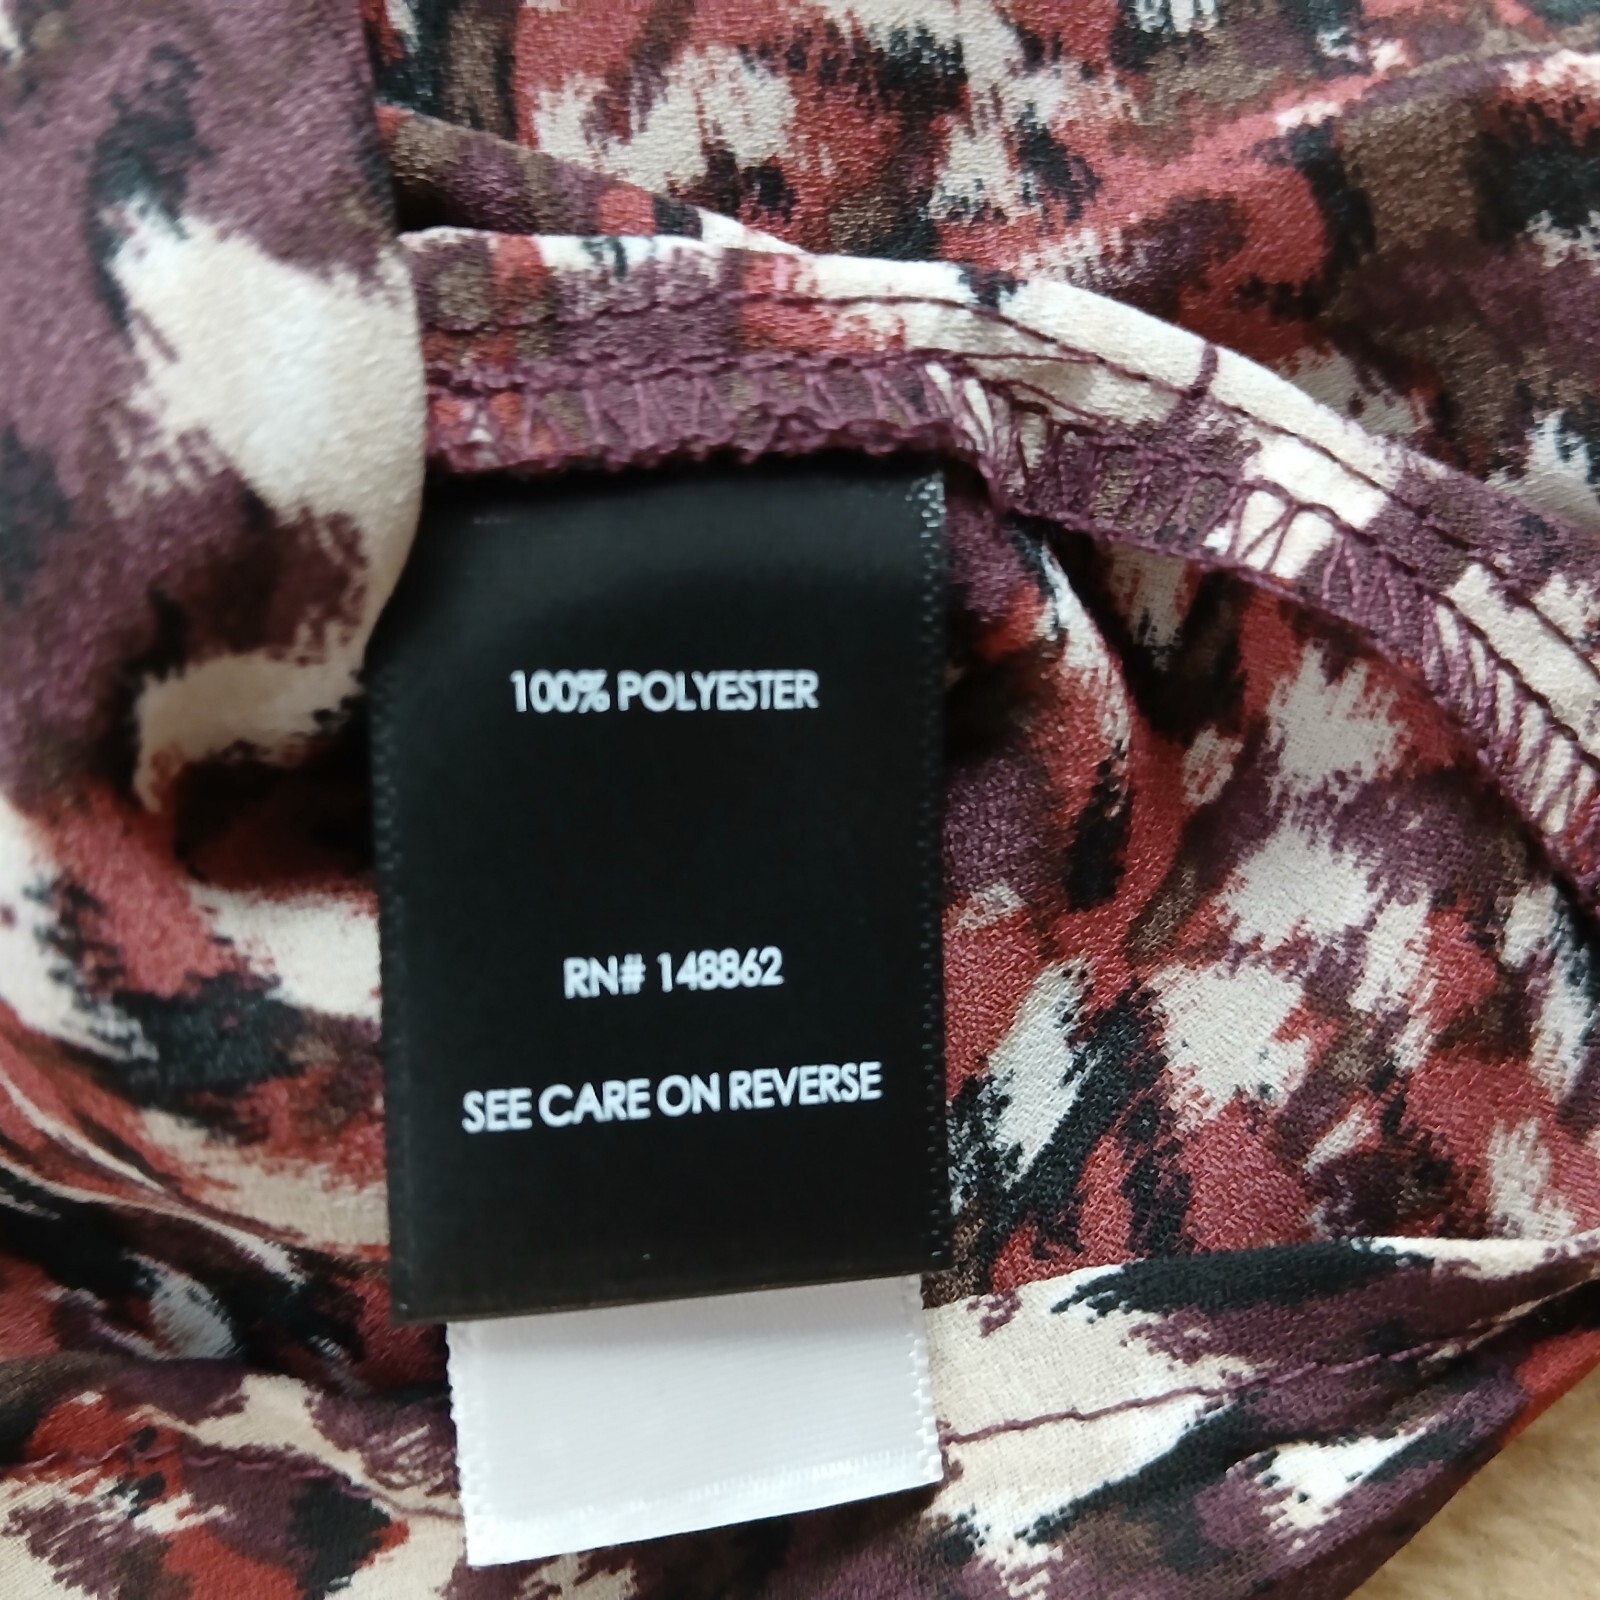 100% POLYESTER
RN# 148862
SEE CARE ON REVERSE